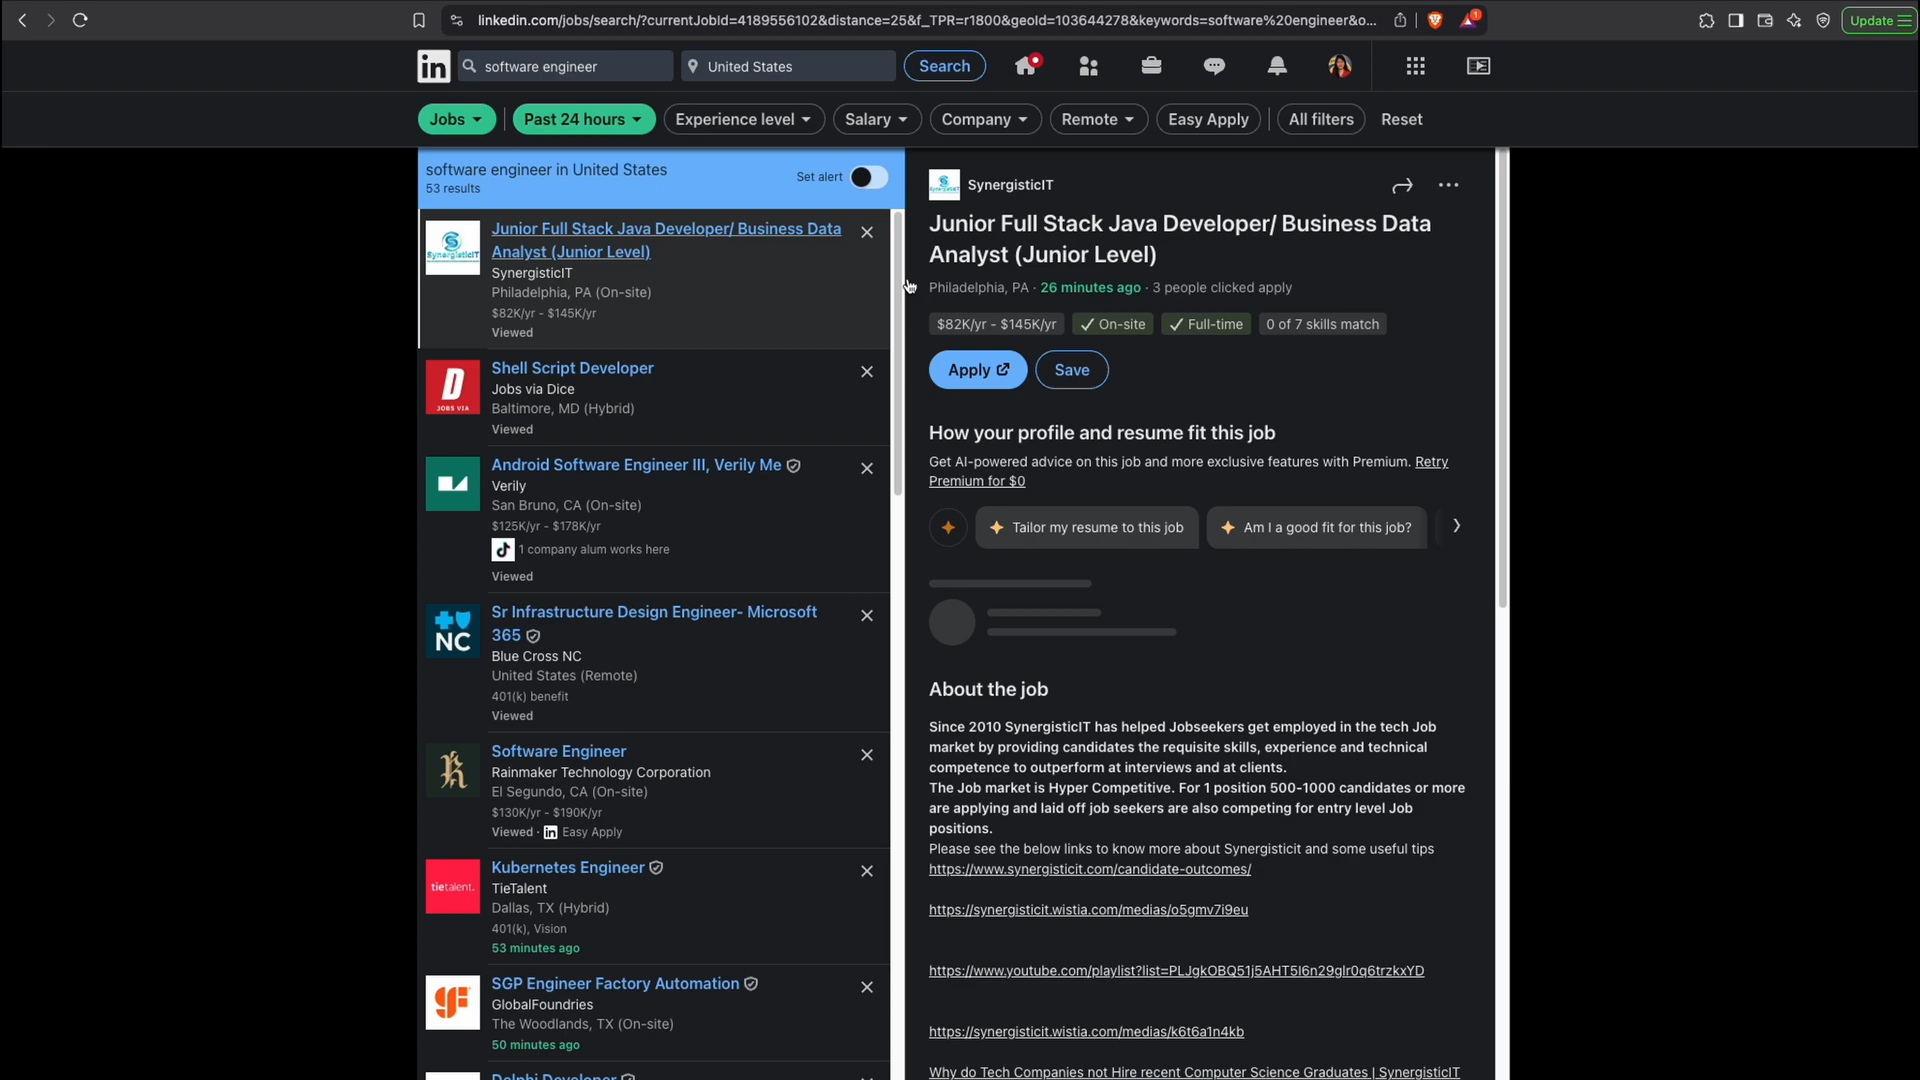 linkedin.com/jobs/search/?currentJobId=4189556102&distance=25&f_TPR=r1800&geoId=103644278&keywords=software%20engineer&o...
1
Update
in
software engineer
United States
Search
Jobs
Past 24 hours
Experience level
Salary
Company
Remote
Easy Apply
All filters
Reset
software engineer in United States
53 results
Set alert
SynergisticIT
Junior Full Stack Java Developer/ Business Data
Analyst (Junior Level)
SynergisticIT
Philadelphia, PA (On-site)
$82K/yr - $145K/yr
Viewed
D
JOBS VIA
Shell Script Developer
Jobs via Dice
Baltimore, MD (Hybrid)
Viewed
Android Software Engineer III, Verily Me
Verily
San Bruno, CA (On-site)
$125K/yr - $178K/yr
1 company alum works here
Viewed
NC
Sr Infrastructure Design Engineer- Microsoft
365
Blue Cross NC
United States (Remote)
401(k) benefit
Viewed
R
Software Engineer
Rainmaker Technology Corporation
El Segundo, CA (On-site)
$130K/yr - $190K/yr
Viewed · in Easy Apply
tietalent.
Kubernetes Engineer
TieTalent
Dallas, TX (Hybrid)
401(k), Vision
53 minutes ago
gf
SGP Engineer Factory Automation
GlobalFoundries
The Woodlands, TX (On-site)
50 minutes ago
Delphi Developer
SynergisticIT
Junior Full Stack Java Developer/ Business Data
Analyst (Junior Level)
Philadelphia, PA · 26 minutes ago · 3 people clicked apply
$82K/yr - $145K/yr
On-site
Full-time
0 of 7 skills match
Apply
Save
How your profile and resume fit this job
Get AI-powered advice on this job and more exclusive features with Premium. Retry
Premium for $0
Tailor my resume to this job
Am I a good fit for this job?
About the job
Since 2010 SynergisticIT has helped Jobseekers get employed in the tech Job
market by providing candidates the requisite skills, experience and technical
competence to outperform at interviews and at clients.
The Job market is Hyper Competitive. For 1 position 500-1000 candidates or more
are applying and laid off job seekers are also competing for entry level Job
positions.
Please see the below links to know more about Synergisticit and some useful tips
https://www.synergisticit.com/candidate-outcomes/
https://synergisticit.wistia.com/medias/o5gmv7i9eu
https://www.youtube.com/playlist?list=PLJgkOBQ51j5AHT5I6n29glr0q6trzkxYD
https://synergisticit.wistia.com/medias/k6t6a1n4kb
Why do Tech Companies not Hire recent Computer Science Graduates | SynergisticIT